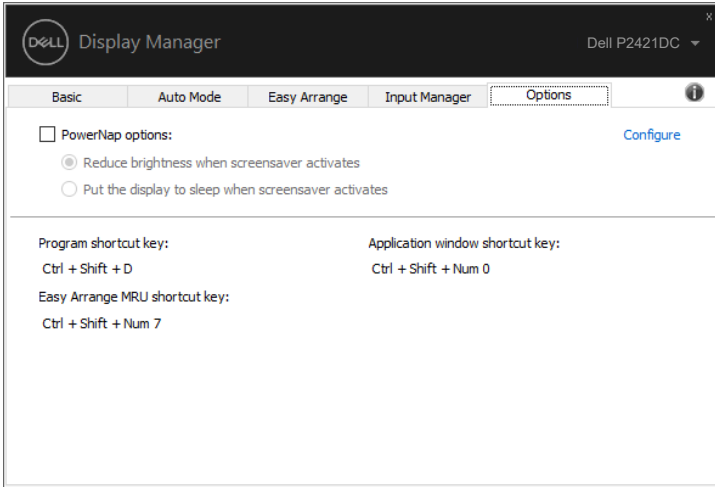 x
DELL Display Manager Dell P2421DC
Basic Auto Mode Easy Arrange Input Manager Options i
PowerNap options: Configure
Reduce brightness when screensaver activates
Put the display to sleep when screensaver activates
Program shortcut key: Application window shortcut key:
Ctrl + Shift + D Ctrl + Shift + Num 0
Easy Arrange MRU shortcut key:
Ctrl + Shift + Num 7